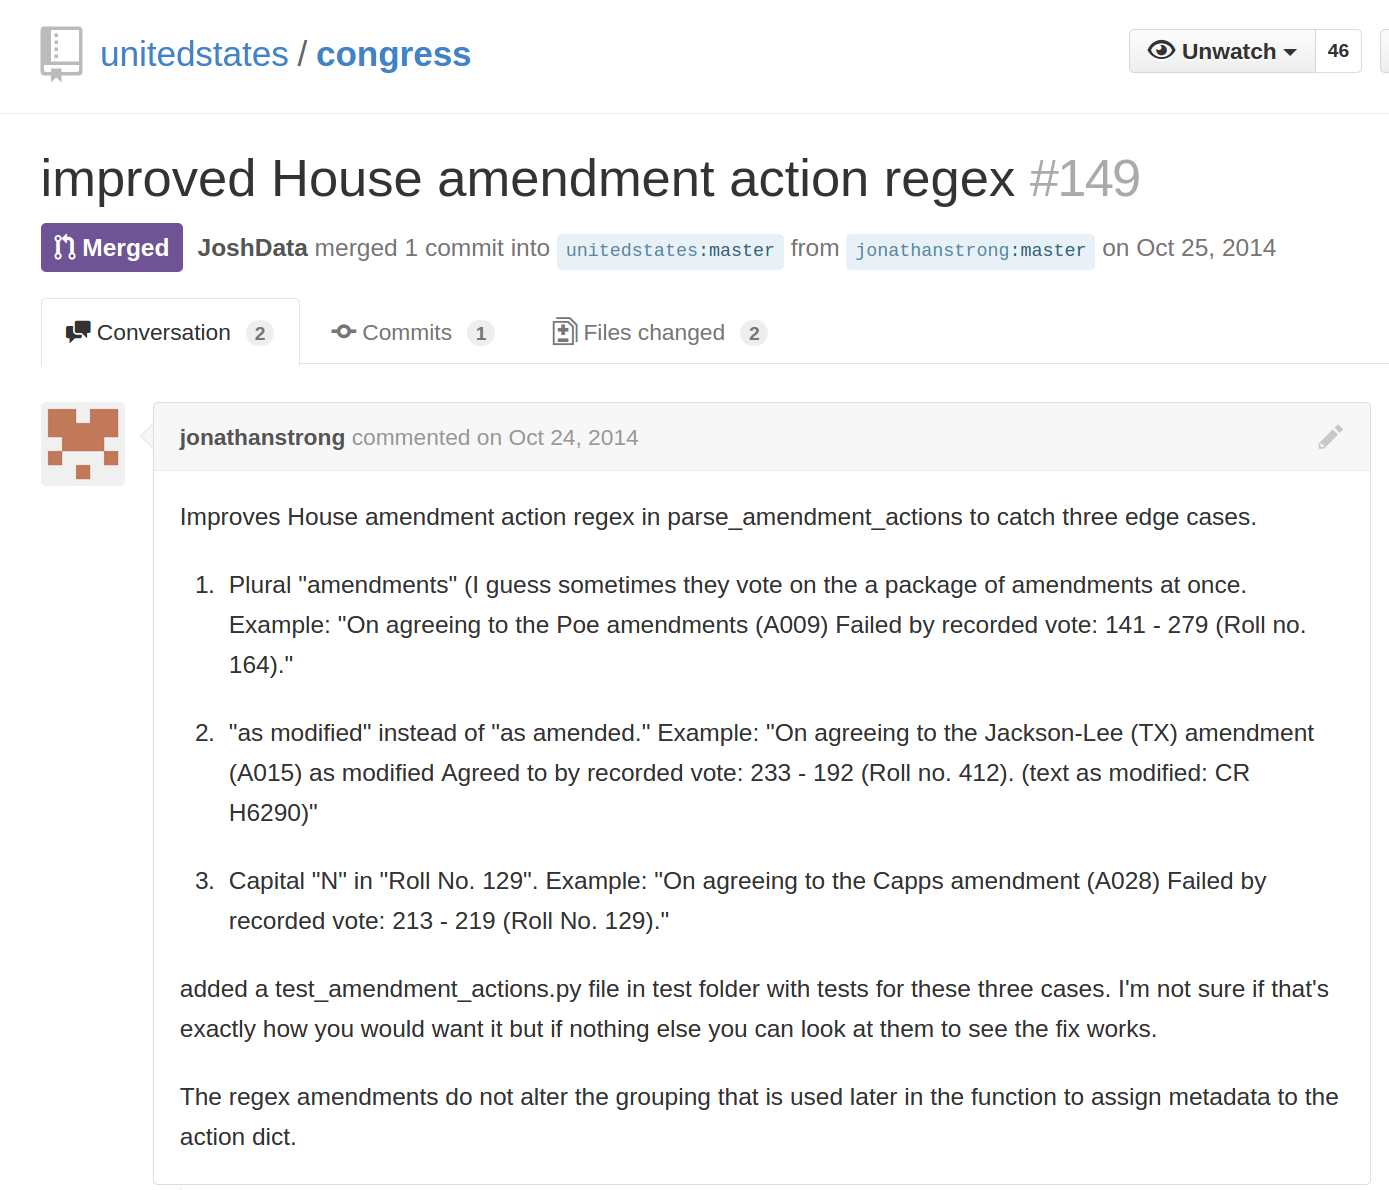 unitedstates / congress
Unwatch 46
improved House amendment action regex #149
Merged JoshData merged 1 commit into unitedstates:master from jonathanstrong:master on Oct 25, 2014
Conversation 2 Commits 1 Files changed 2
jonathanstrong commented on Oct 24, 2014
Improves House amendment action regex in parse_amendment_actions to catch three edge cases.
1. Plural "amendments" (I guess sometimes they vote on the a package of amendments at once.
Example: "On agreeing to the Poe amendments (A009) Failed by recorded vote: 141 - 279 (Roll no.
164)."
2. "as modified" instead of "as amended." Example: "On agreeing to the Jackson-Lee (TX) amendment
(A015) as modified Agreed to by recorded vote: 233 - 192 (Roll no. 412). (text as modified: CR
H6290)"
3. Capital "N" in "Roll No. 129". Example: "On agreeing to the Capps amendment (A028) Failed by
recorded vote: 213 - 219 (Roll No. 129)."
added a test_amendment_actions.py file in test folder with tests for these three cases. I'm not sure if that's
exactly how you would want it but if nothing else you can look at them to see the fix works.
The regex amendments do not alter the grouping that is used later in the function to assign metadata to the
action dict.